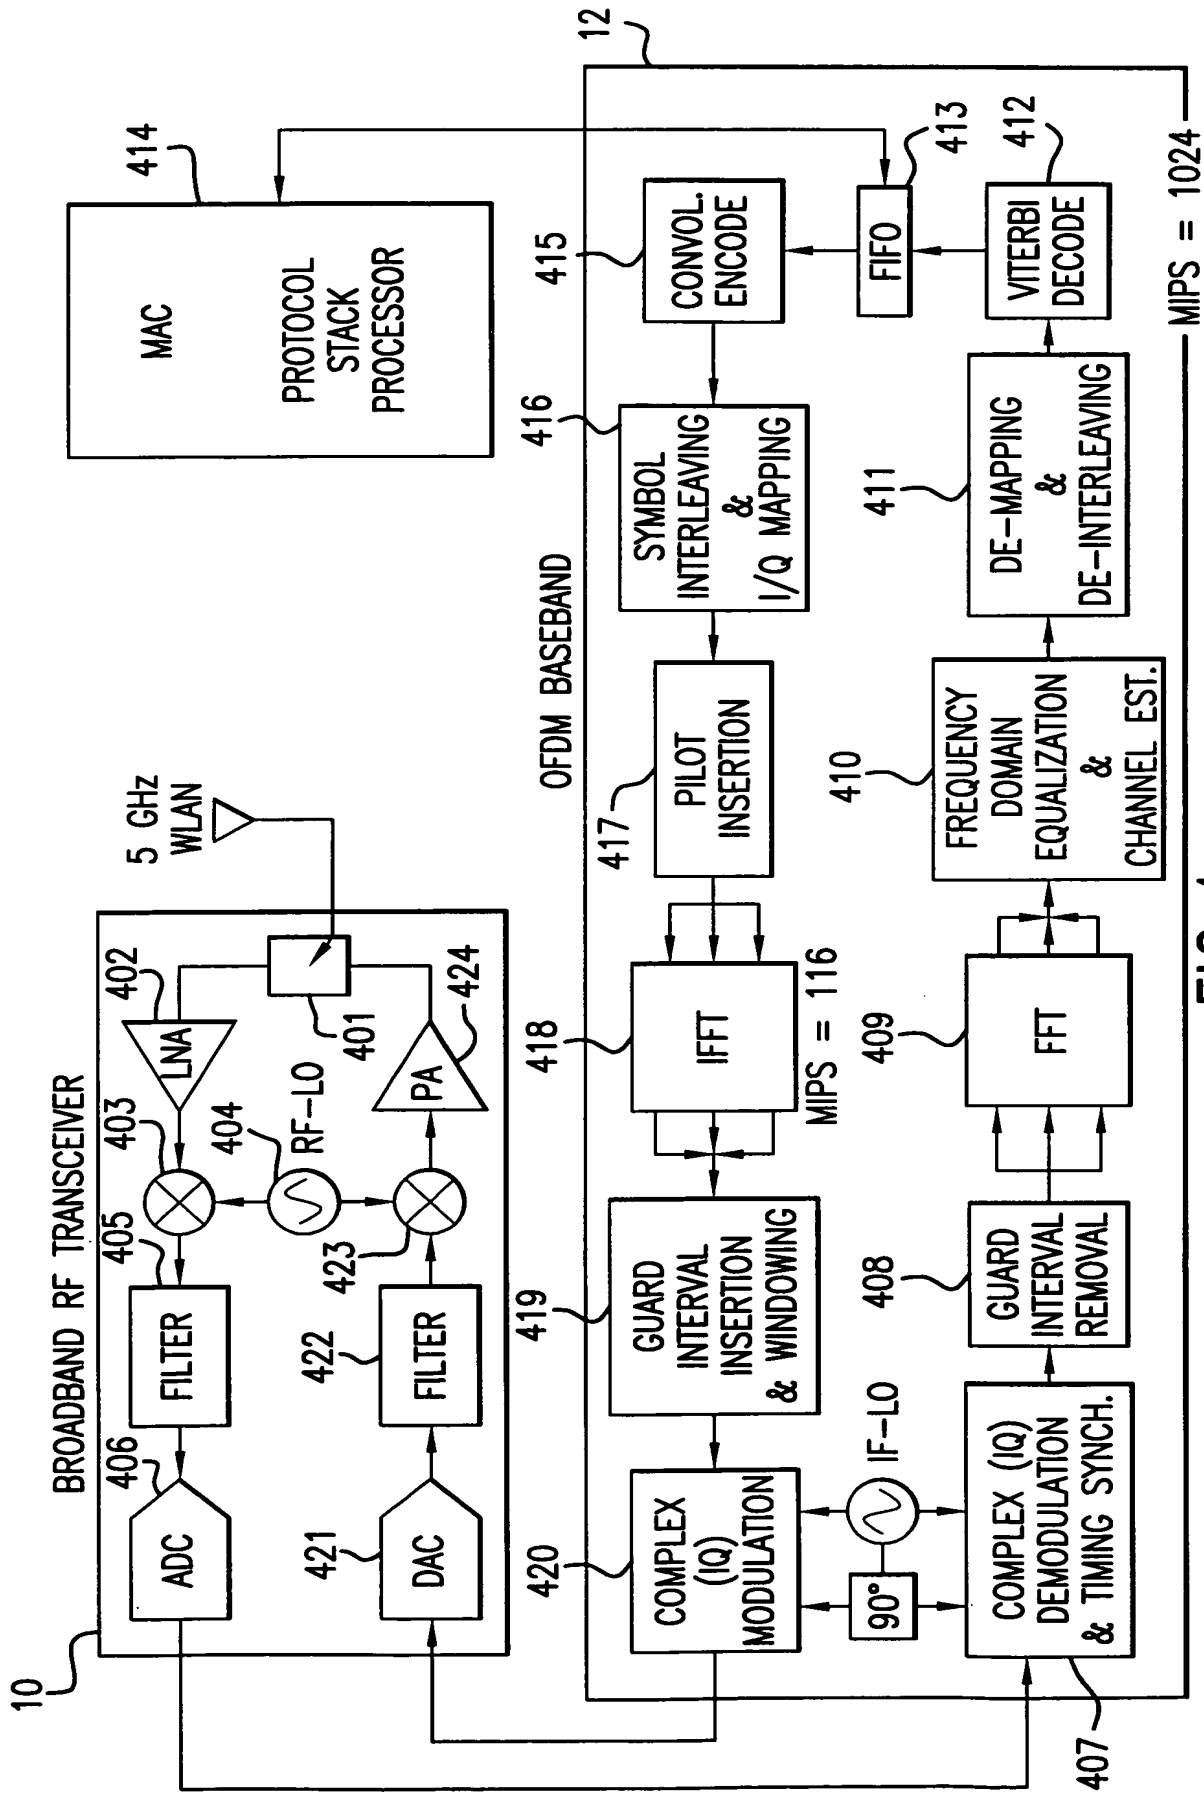 BROADBAND RF TRANSCEIVER
10
5 GHz
WLAN
ADC
406
FILTER
405
403
LNA
402
404
RF-LO
401
DAC
421
FILTER
422
423
PA
424
MAC
PROTOCOL
STACK
PROCESSOR
414
OFDM BASEBAND
12
COMPLEX
(IQ)
MODULATION
420
GUARD
INTERVAL
INSERTION
& WINDOWING
419
IFFT
418
MIPS = 116
PILOT
INSERTION
417
SYMBOL
INTERLEAVING
&
I/Q MAPPING
416
CONVOL.
ENCODE
415
90°
IF-LO
FIFO
413
COMPLEX (IQ)
DEMODULATION
& TIMING SYNCH.
407
GUARD
INTERVAL
REMOVAL
408
FFT
409
FREQUENCY
DOMAIN
EQUALIZATION
&
CHANNEL EST.
410
DE-MAPPING
&
DE-INTERLEAVING
411
VITERBI
DECODE
412
MIPS = 1024